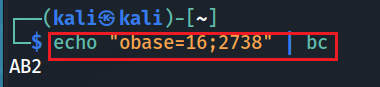 ┌──(kali㉿kali)-[~]
└─$ echo "obase=16;2738" | bc
AB2